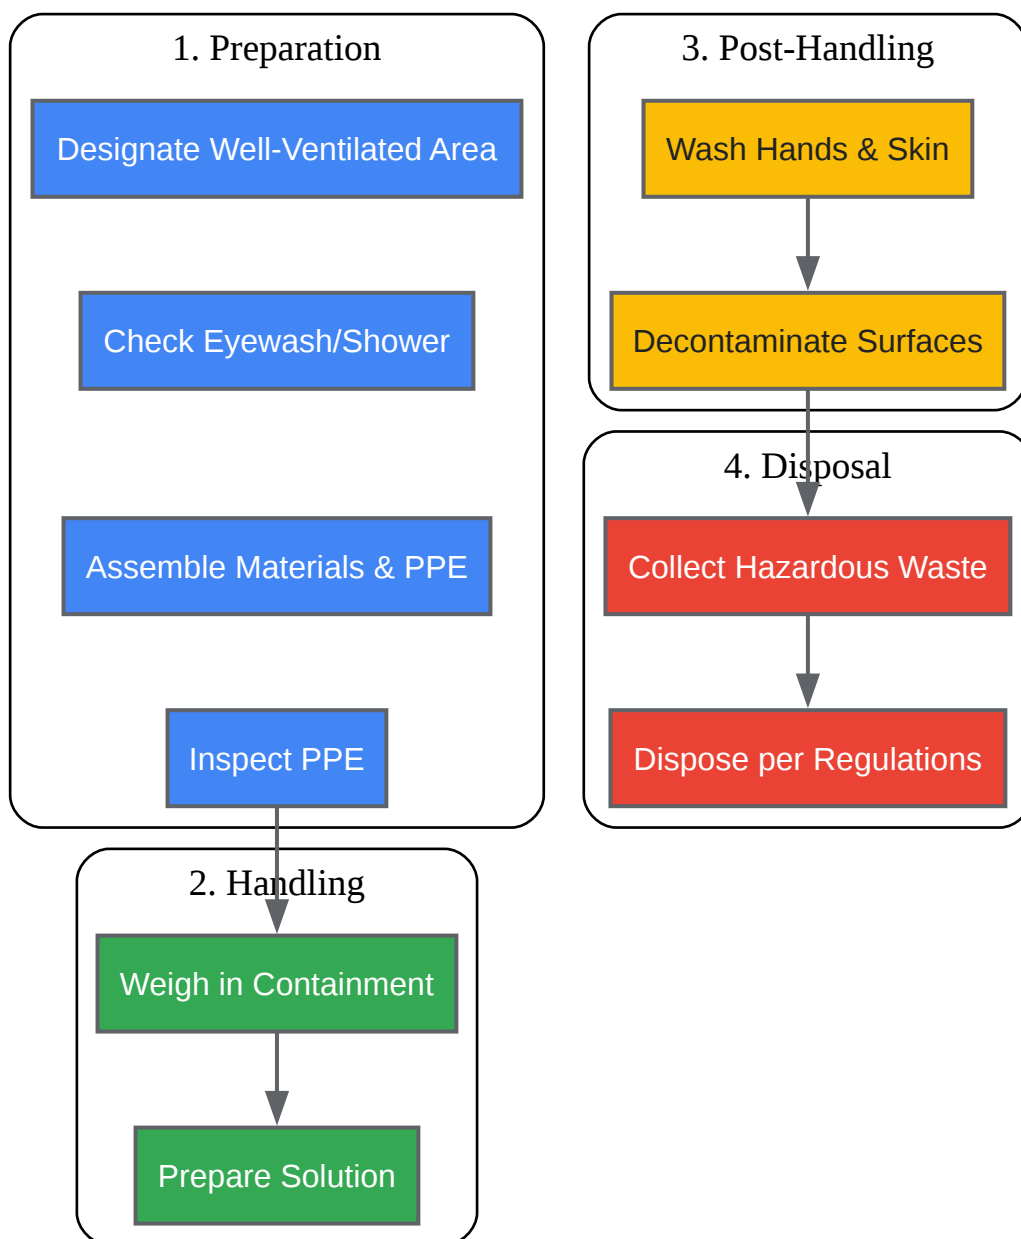 1. Preparation
Designate Well-Ventilated Area
Check Eyewash/Shower
Assemble Materials & PPE
Inspect PPE
2. Handling
Weigh in Containment
Prepare Solution
3. Post-Handling
Wash Hands & Skin
Decontaminate Surfaces
4. Disposal
Collect Hazardous Waste
Dispose per Regulations